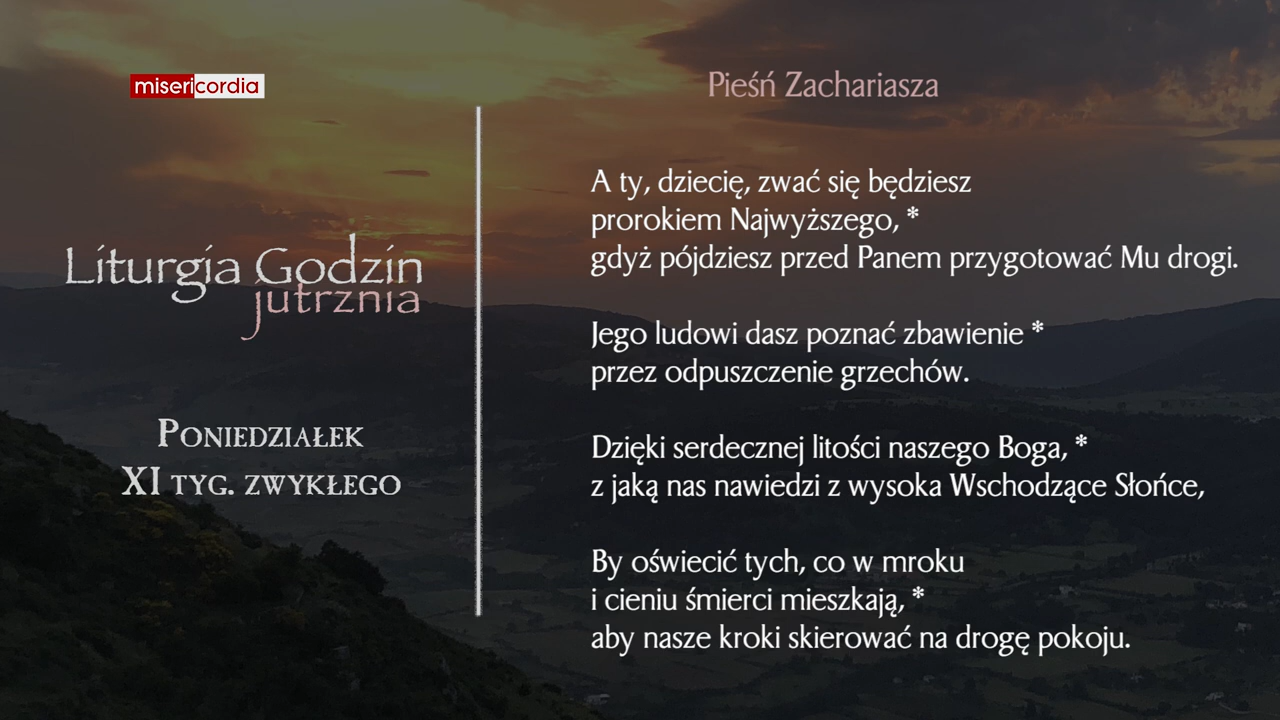 misericordia
Liturgia Godzin
jutrznia
Poniedziałek
XI tyg. zwykłego
Pieśń Zachariasza
A ty, dziecię, zwać się będziesz
prorokiem Najwyższego, *
gdyż pójdziesz przed Panem przygotować Mu drogi.
Jego ludowi dasz poznać zbawienie *
przez odpuszczenie grzechów.
Dzięki serdecznej litości naszego Boga, *
z jaką nas nawiedzi z wysoka Wschodzące Słońce,
By oświecić tych, co w mroku
i cieniu śmierci mieszkają, *
aby nasze kroki skierować na drogę pokoju.